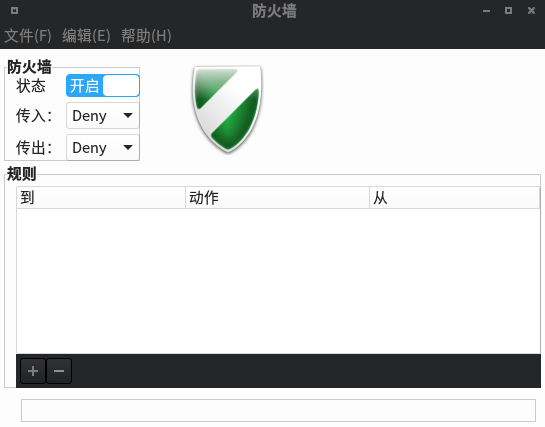 防火墙
文件(F) 编辑(E) 帮助(H)
防火墙
状态 开启
传入： Deny
传出： Deny
规则
到 动作 从